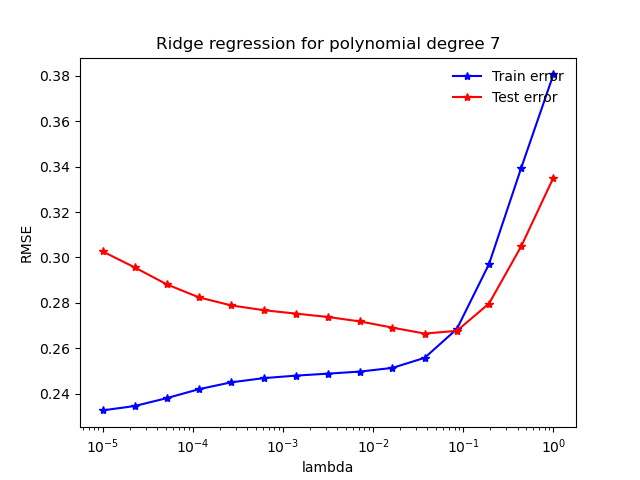 Ridge regression for polynomial degree 7
Train error
Test error
0.38
0.36
0.34
0.32
0.30
0.28
0.26
0.24
RMSE
10⁻⁵
10⁻⁴
10⁻³
10⁻²
10⁻¹
10⁰
lambda